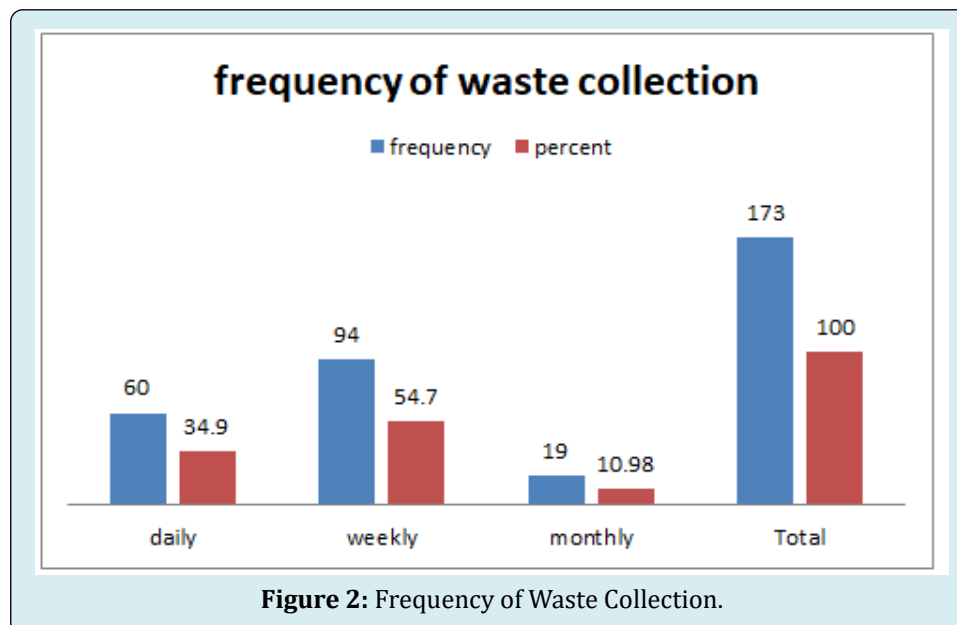 frequency of waste collection
frequency percent
173
100
94
54.7
60
34.9
19
10.98
daily weekly monthly Total
Figure 2: Frequency of Waste Collection.